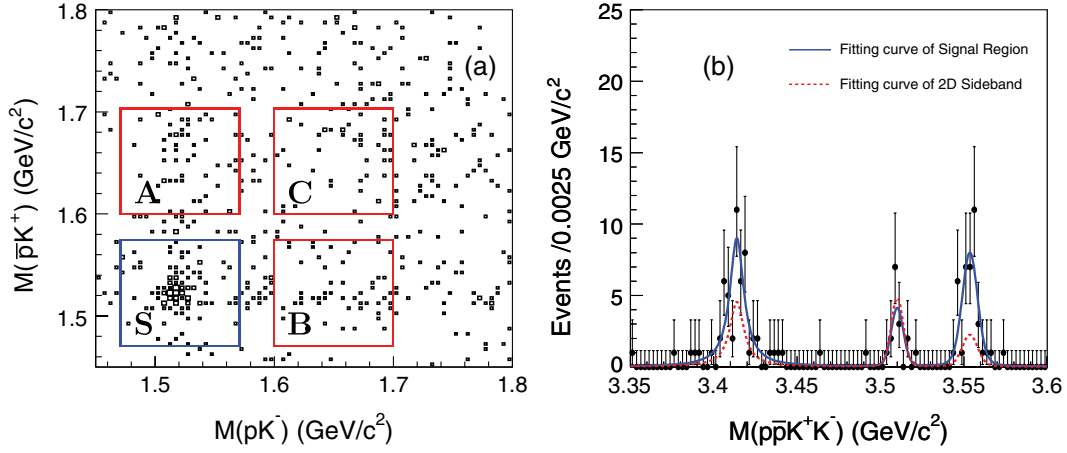 1.8
1.7
1.6
1.5
M(p̄K⁺) (GeV/c²)
(a)
A
C
S
B
1.5 1.6 1.7 1.8
M(pK⁻) (GeV/c²)
25
20
15
10
5
0
Events /0.0025 GeV/c²
(b)
Fitting curve of Signal Region
Fitting curve of 2D Sideband
3.35 3.4 3.45 3.5 3.55 3.6
M(pp̄K⁺K⁻) (GeV/c²)